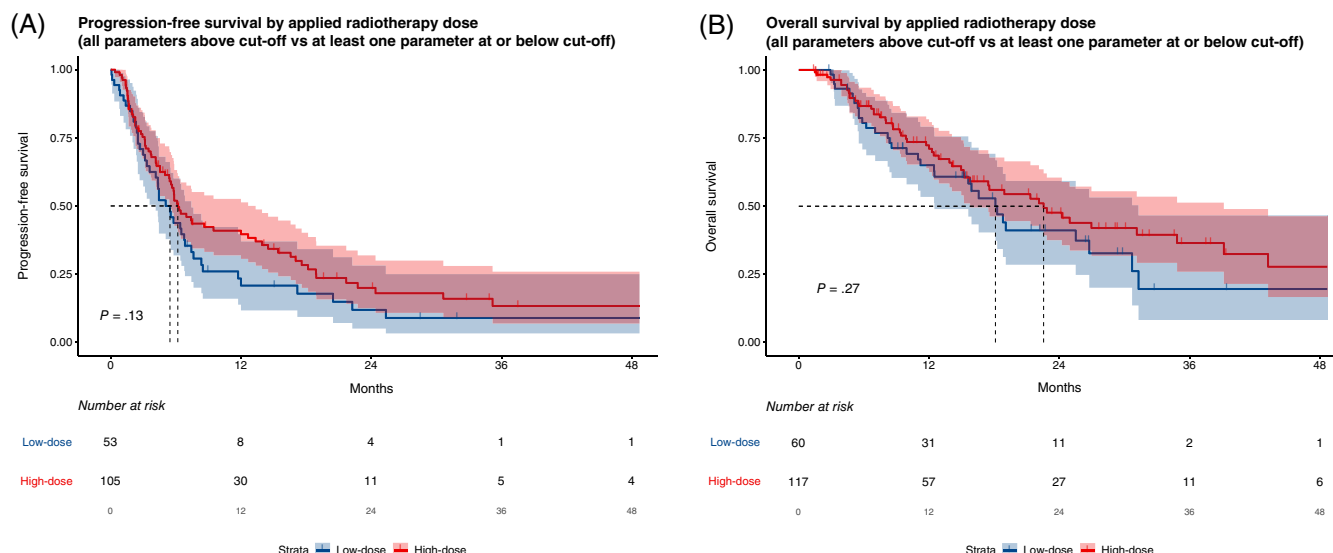 (A)
Progression-free survival by applied radiotherapy dose
(all parameters above cut-off vs at least one parameter at or below cut-off)
1.00
0.75
0.50
0.25
0.00
Progression-free survival
P = .13
0 12 24 36 48
Months
Number at risk
Low-dose 53 8 4 1 1
High-dose 105 30 11 5 4
0 12 24 36 48
Strata Low-dose High-dose
(B)
Overall survival by applied radiotherapy dose
(all parameters above cut-off vs at least one parameter at or below cut-off)
1.00
0.75
0.50
0.25
0.00
Overall survival
P = .27
0 12 24 36 48
Months
Number at risk
Low-dose 60 31 11 2 1
High-dose 117 57 27 11 6
0 12 24 36 48
Strata Low-dose High-dose